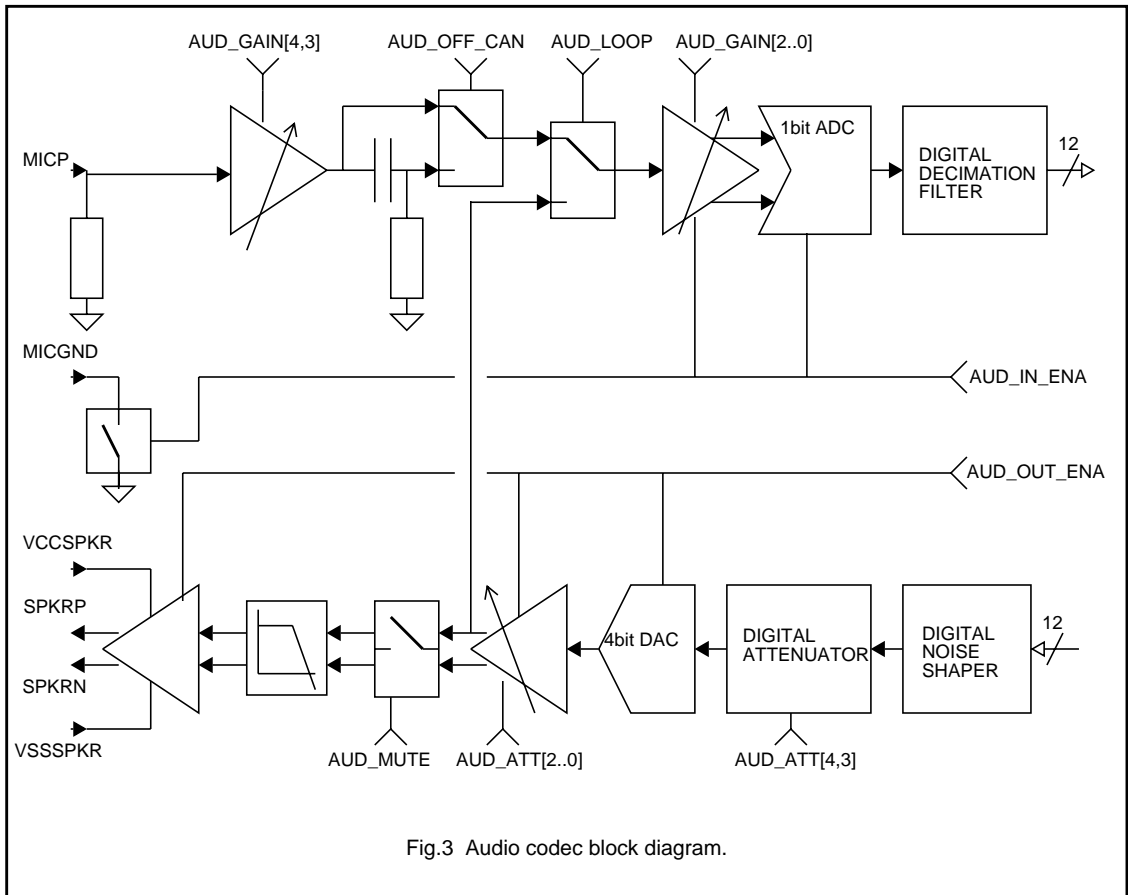 AUD_GAIN[4,3]
AUD_OFF_CAN
AUD_LOOP
AUD_GAIN[2..0]
MICP
1bit ADC
DIGITAL
DECIMATION
FILTER
12
MICGND
AUD_IN_ENA
AUD_OUT_ENA
VCCSPKR
SPKRP
SPKRN
VSSSPKR
4bit DAC
DIGITAL
ATTENUATOR
DIGITAL
NOISE
SHAPER
12
AUD_MUTE
AUD_ATT[2..0]
AUD_ATT[4,3]
Fig.3 Audio codec block diagram.